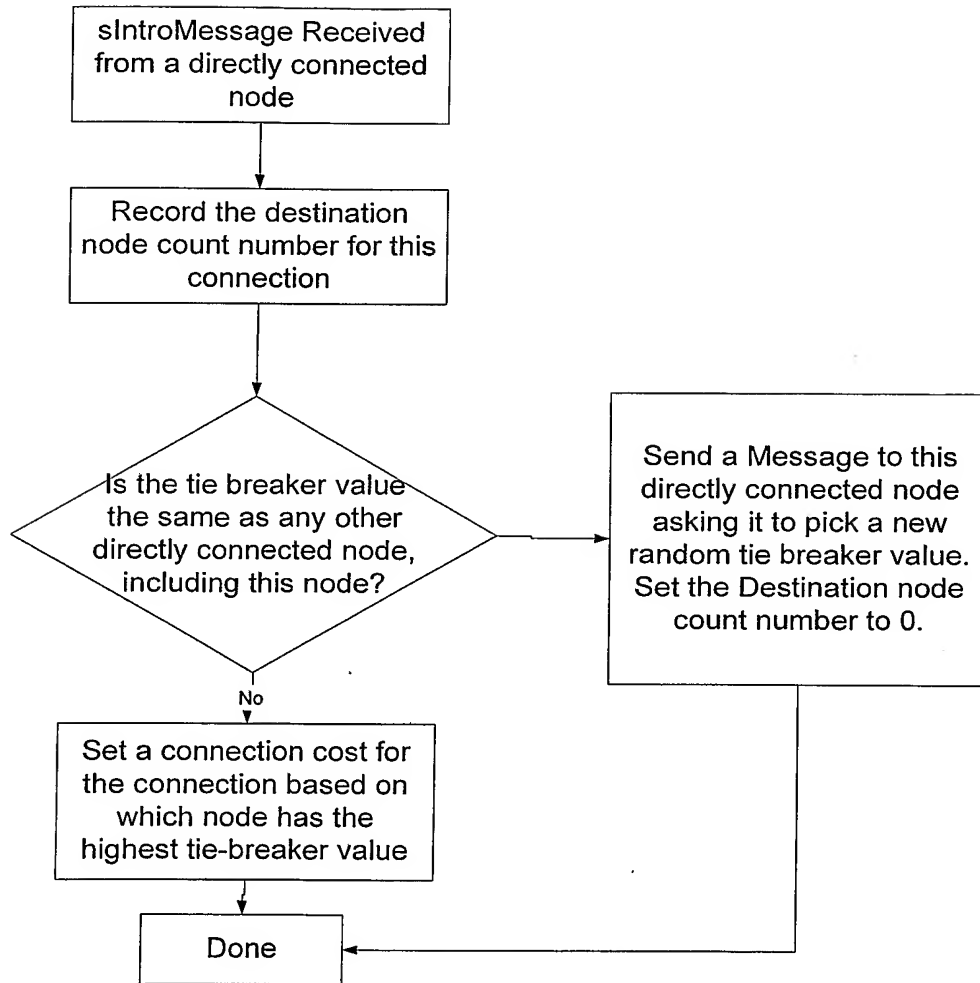 sIntroMessage Received
from a directly connected
node
Record the destination
node count number for this
connection
Is the tie breaker value
the same as any other
directly connected node,
including this node?
Send a Message to this
directly connected node
asking it to pick a new
random tie breaker value.
Set the Destination node
count number to 0.
No
Set a connection cost for
the connection based on
which node has the
highest tie-breaker value
Done